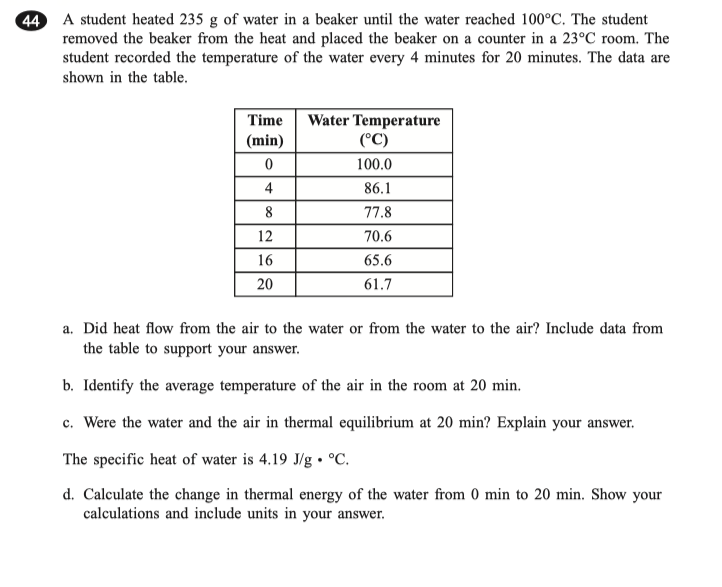 44 A student heated 235 g of water in a beaker until the water reached 100°C. The student
removed the beaker from the heat and placed the beaker on a counter in a 23°C room. The
student recorded the temperature of the water every 4 minutes for 20 minutes. The data are
shown in the table.
Time Water Temperature
(min) (°C)
0 100.0
4 86.1
8 77.8
12 70.6
16 65.6
20 61.7
a. Did heat flow from the air to the water or from the water to the air? Include data from
the table to support your answer.
b. Identify the average temperature of the air in the room at 20 min.
c. Were the water and the air in thermal equilibrium at 20 min? Explain your answer.
The specific heat of water is 4.19 J/g • °C.
d. Calculate the change in thermal energy of the water from 0 min to 20 min. Show your
calculations and include units in your answer.